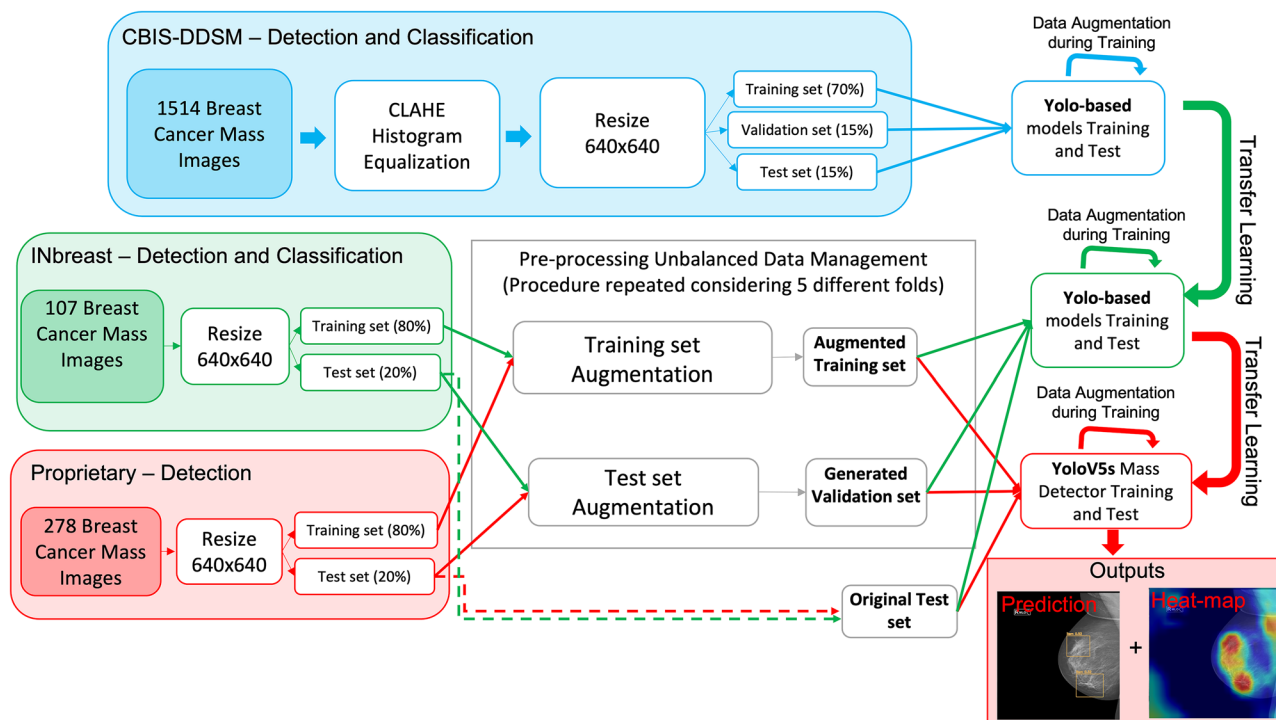 CBIS-DDSM – Detection and Classification
1514 Breast
Cancer Mass
Images
CLAHE
Histogram
Equalization
Resize
640x640
Training set (70%)
Validation set (15%)
Test set (15%)
Data Augmentation
during Training
Yolo-based
models Training
and Test
Transfer Learning
INbreast – Detection and Classification
107 Breast
Cancer Mass
Images
Resize
640x640
Training set (80%)
Test set (20%)
Pre-processing Unbalanced Data Management
(Procedure repeated considering 5 different folds)
Training set
Augmentation
Augmented
Training set
Test set
Augmentation
Generated
Validation set
Data Augmentation
during Training
Yolo-based
models Training
and Test
Transfer Learning
Proprietary – Detection
278 Breast
Cancer Mass
Images
Resize
640x640
Training set (80%)
Test set (20%)
Original Test
set
Data Augmentation
during Training
YoloV5s Mass
Detector Training
and Test
Outputs
Prediction
+
Heat-map